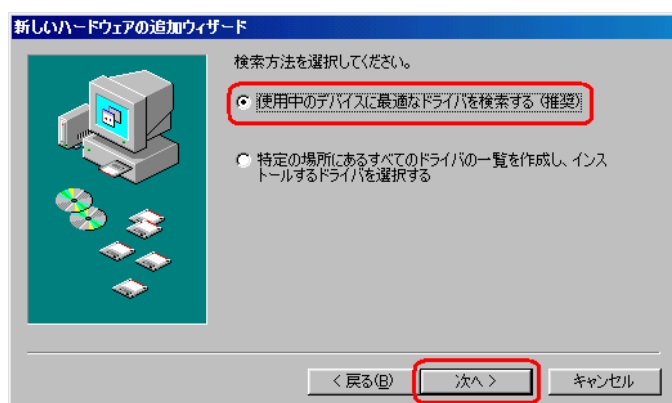 新しいハードウェアの追加ウィザード
検索方法を選択してください。
使用中のデバイスに最適なドライバを検索する (推奨)
特定の場所にあるすべてのドライバの一覧を作成し、インス
トールするドライバを選択する
< 戻る(B)
次へ >
キャンセル